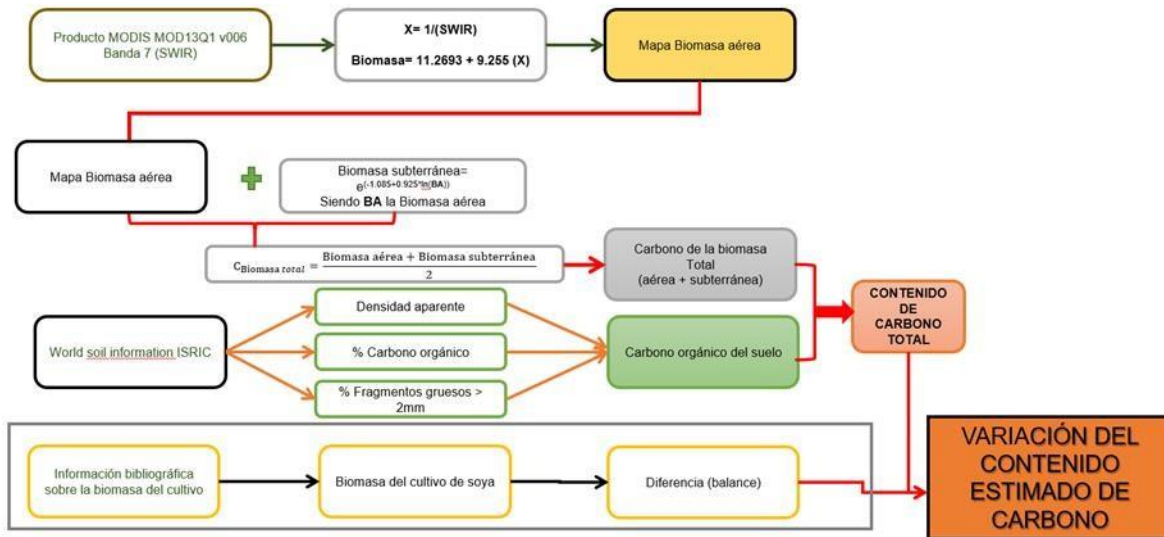 Producto MODIS MOD13Q1 v006
Banda 7 (SWIR)
X= 1/(SWIR)
Biomasa= 11.2693 + 9.255 (X)
Mapa Biomasa aérea
Mapa Biomasa aérea
Biomasa subterránea=
e(-1.085+0.925*ln(BA))
Siendo BA la Biomasa aérea
CBiomasa total = Biomasa aérea + Biomasa subterránea
2
Carbono de la biomasa
Total
(aérea + subterránea)
CONTENIDO
DE
CARBONO
TOTAL
World soil information ISRIC
Densidad aparente
% Carbono orgánico
% Fragmentos gruesos >
2mm
Carbono orgánico del suelo
Información bibliográfica
sobre la biomasa del cultivo
Biomasa del cultivo de soya
Diferencia (balance)
VARIACIÓN DEL
CONTENIDO
ESTIMADO DE
CARBONO